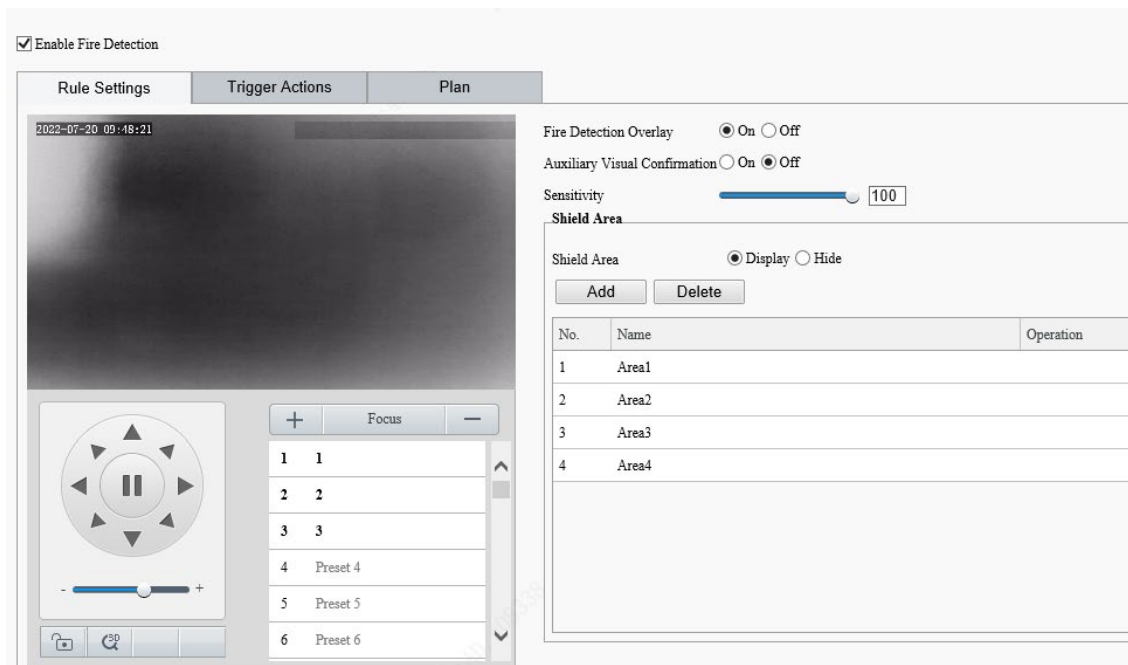 Enable Fire Detection
Rule Settings Trigger Actions Plan
2022-07-20 09:48:21
Fire Detection Overlay On Off
Auxiliary Visual Confirmation On Off
Sensitivity 100
Shield Area
Shield Area Display Hide
Add Delete
No. Name Operation
1 Area1
2 Area2
3 Area3
4 Area4
+ Focus −
1 1
2 2
3 3
4 Preset 4
5 Preset 5
6 Preset 6
- +
3D